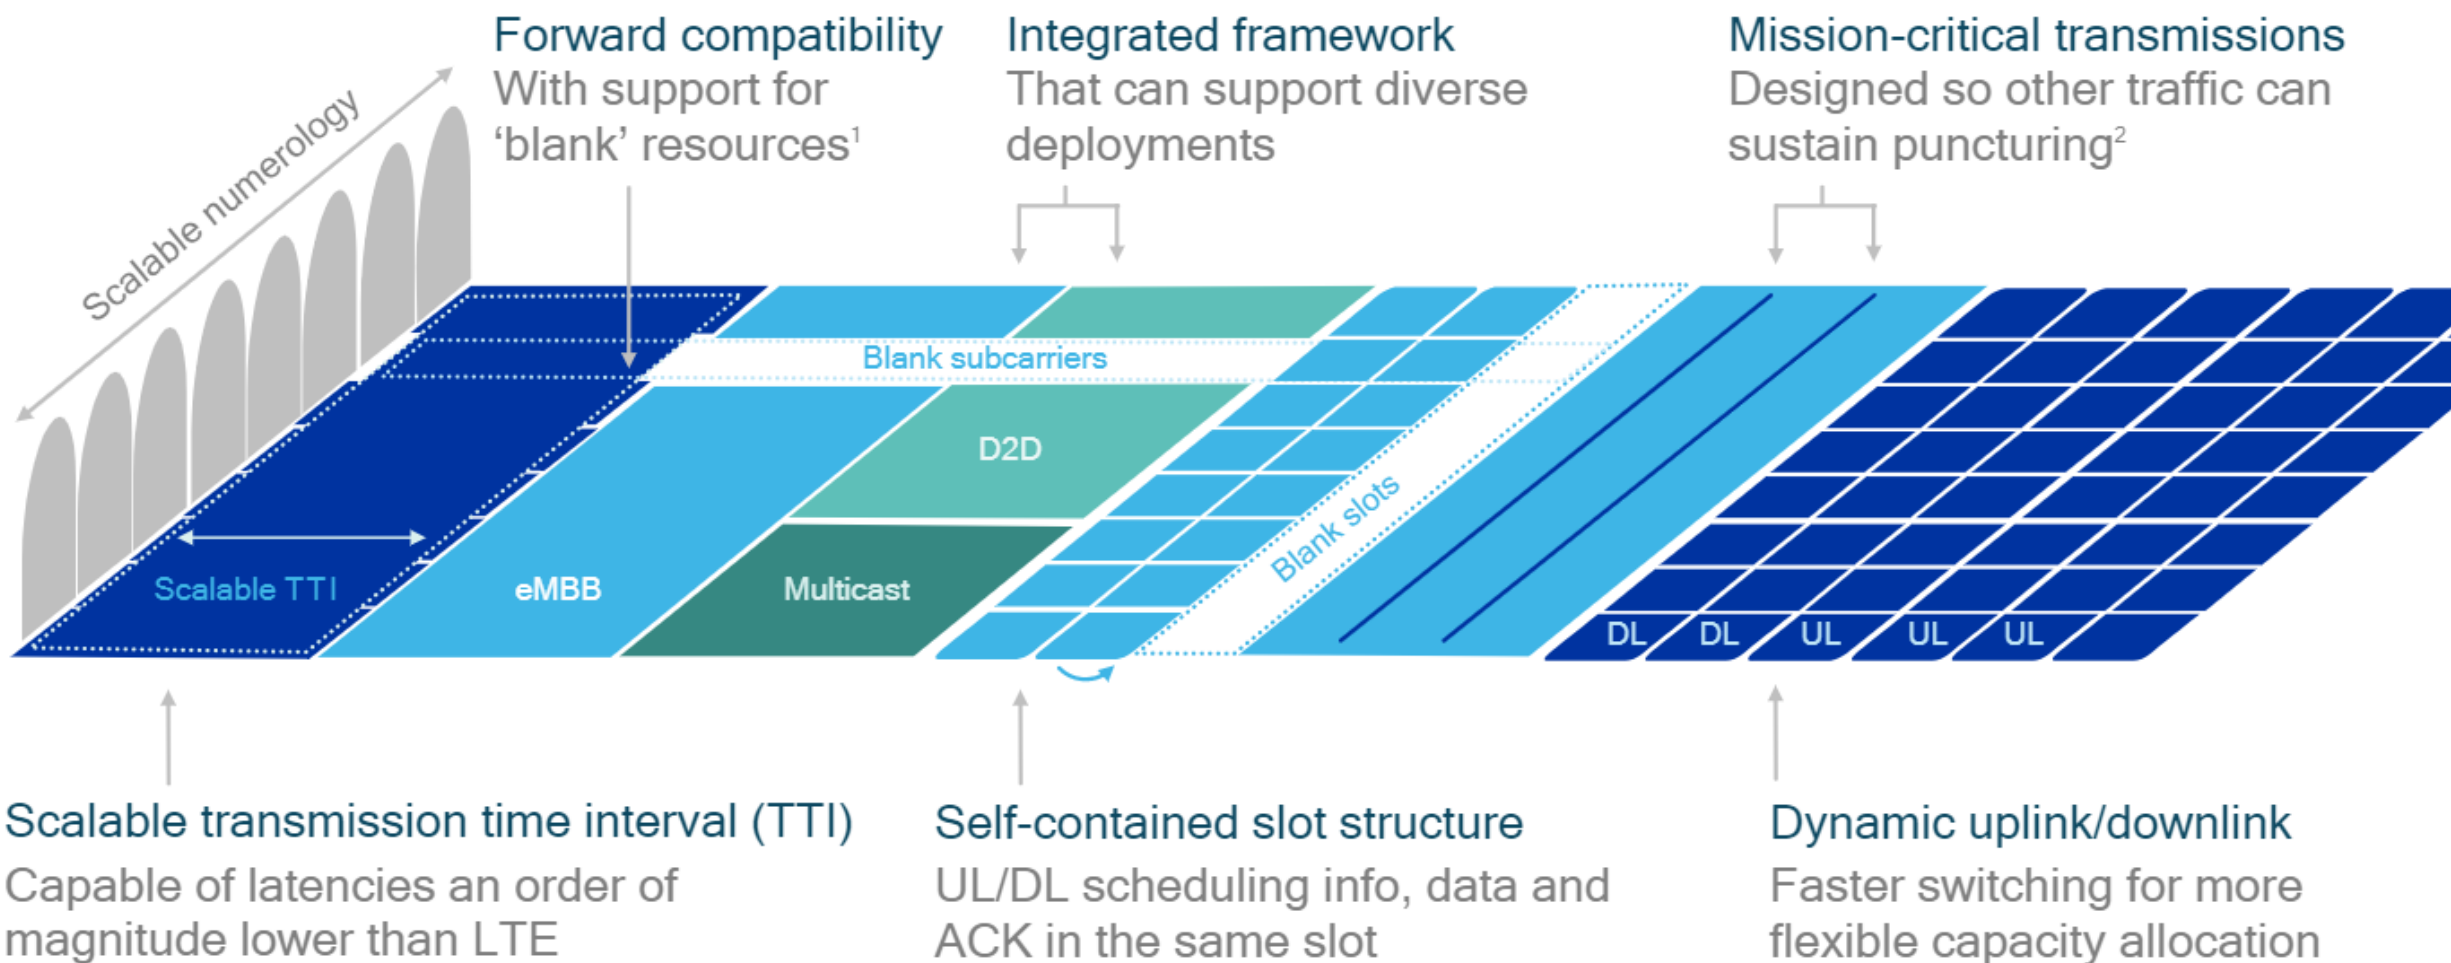 Forward compatibility
With support for
‘blank’ resources¹
Integrated framework
That can support diverse
deployments
Mission-critical transmissions
Designed so other traffic can
sustain puncturing²
Scalable numerology
Blank subcarriers
D2D
Blank slots
Scalable TTI
eMBB
Multicast
DL DL UL UL UL
Scalable transmission time interval (TTI)
Capable of latencies an order of
magnitude lower than LTE
Self-contained slot structure
UL/DL scheduling info, data and
ACK in the same slot
Dynamic uplink/downlink
Faster switching for more
flexible capacity allocation